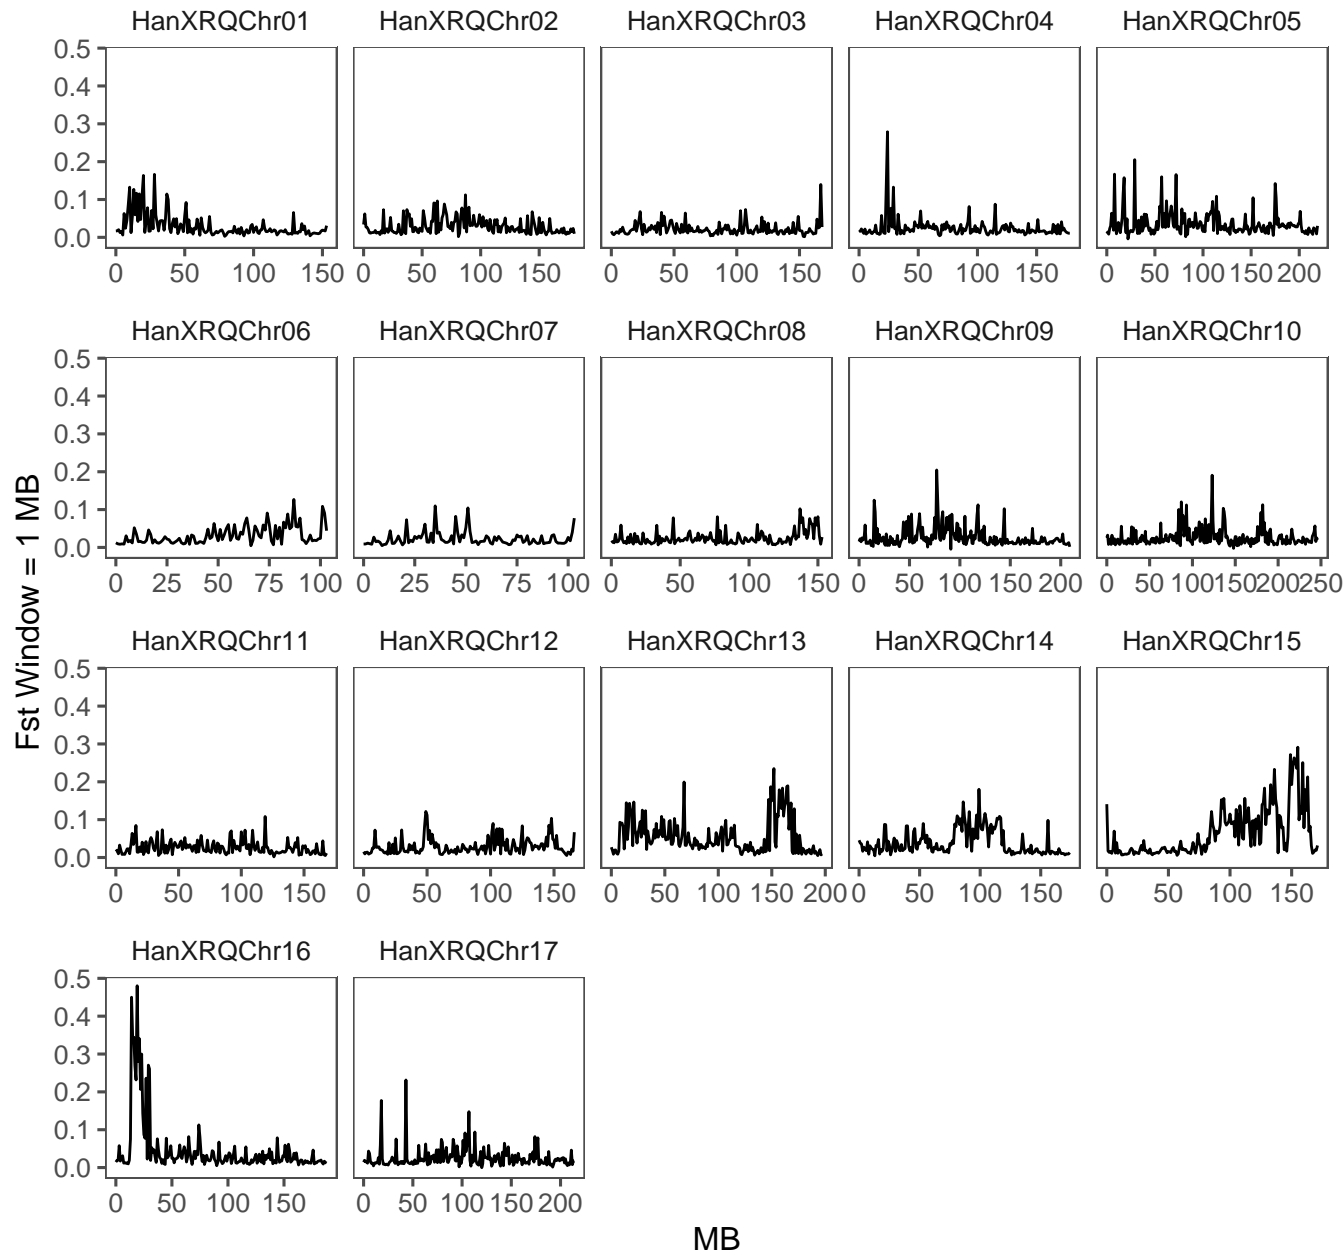 HanXRQChr01 HanXRQChr02 HanXRQChr03 HanXRQChr04 HanXRQChr05
0.5
0.4
0.3
0.2
0.1
0.0
0 50 100 150 0 50 100 150 0 50 100 150 0 50 100 150 0 50 100 150 200
HanXRQChr06 HanXRQChr07 HanXRQChr08 HanXRQChr09 HanXRQChr10
0.5
0.4
0.3
0.2
0.1
0.0
0 25 50 75 100 0 25 50 75 100 0 50 100 150 0 50 100 150 200 0 50 100 150 200 250
Fst Window = 1 MB
HanXRQChr11 HanXRQChr12 HanXRQChr13 HanXRQChr14 HanXRQChr15
0.5
0.4
0.3
0.2
0.1
0.0
0 50 100 150 0 50 100 150 0 50 100 150 200 0 50 100 150 0 50 100 150
HanXRQChr16 HanXRQChr17
0.5
0.4
0.3
0.2
0.1
0.0
0 50 100 150 0 50 100 150 200
MB